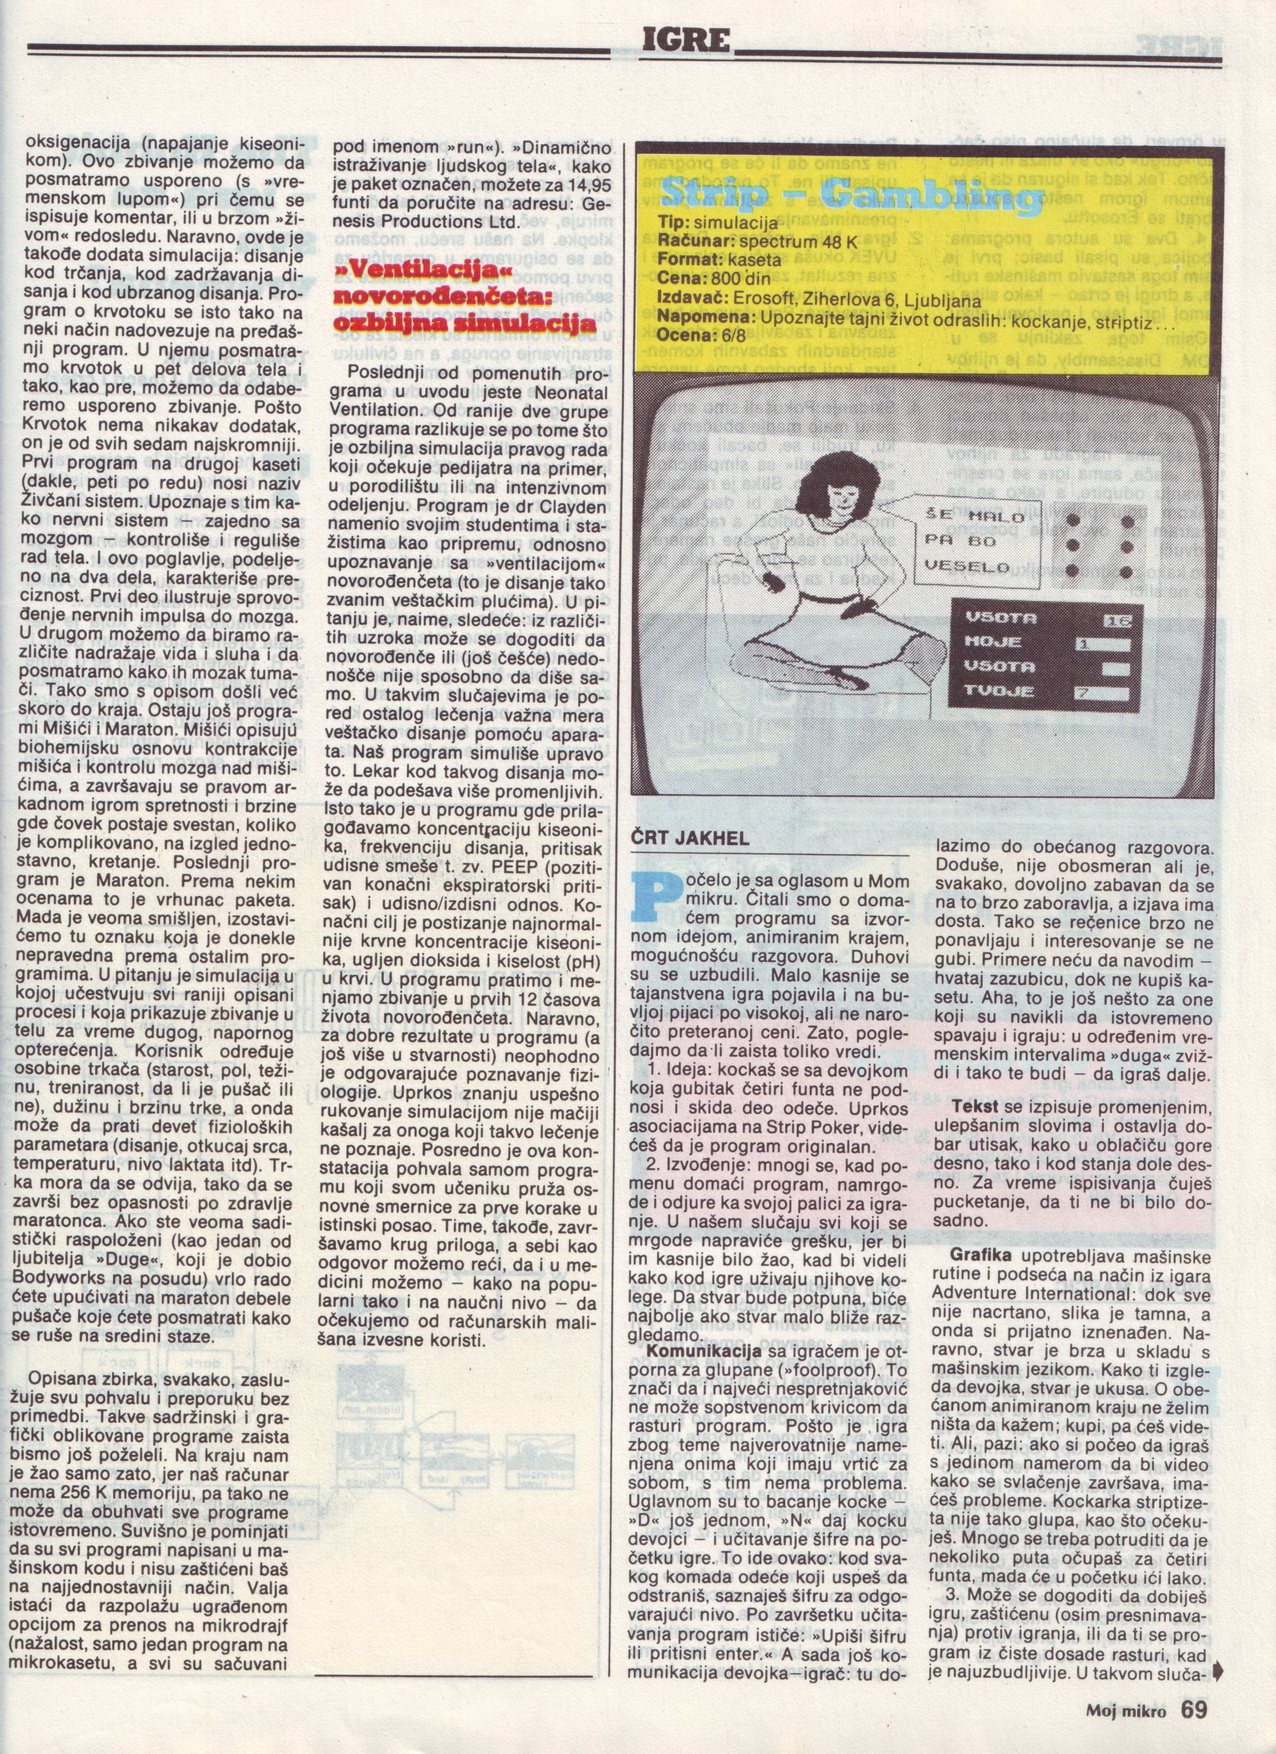 IGRE
oksigenacija (napajanje kiseoni-
kom). Ovo zbivanje možemo da
posmatramo usporeno (s »vre-
menskom lupom«) pri čemu se
ispisuje komentar, ili u brzom »ži-
vom« redosledu. Naravno, ovde je
takođe dodata simulacija: disanje
kod trčanja, kod zadržavanja di-
sanja i kod ubrzanog disanja. Pro-
gram o krvotoku se isto tako na
neki način nadovezuje na pređaš-
nji program. U njemu posmatra-
mo krvotok u pet delova tela i
tako, kao pre, možemo da odabe-
remo usporeno zbivanje. Pošto
Krvotok nema nikakav dodatak,
on je od svih sedam najskromniji.
Prvi program na drugoj kaseti
(dakle, peti po redu) nosi naziv
Živčani sistem. Upoznaje s tim ka-
ko nervni sistem – zajedno sa
mozgom – kontroliše i reguliše
rad tela. I ovo poglavlje, podelje-
no na dva dela, karakteriše pre-
ciznost. Prvi deo ilustruje sprovo-
đenje nervnih impulsa do mozga.
U drugom možemo da biramo ra-
zličite nadražaje vida i sluha i da
posmatramo kako ih mozak tuma-
či. Tako smo s opisom došli već
skoro do kraja. Ostaju još progra-
mi Mišići i Maraton. Mišići opisuju
biohemijsku osnovu kontrakcije
mišića i kontrolu mozga nad miši-
ćima, a završavaju se pravom ar-
kadnom igrom spretnosti i brzine
gde čovek postaje svestan, koliko
je komplikovano, na izgled jedno-
stavno, kretanje. Poslednji pro-
gram je Maraton. Prema nekim
ocenama to je vrhunac paketa.
Mada je veoma smišljen, izostavi-
ćemo tu oznaku koja je donekle
nepravedna prema ostalim pro-
gramima. U pitanju je simulacija u
kojoj učestvuju svi raniji opisani
procesi i koja prikazuje zbivanje u
telu za vreme dugog, napornog
opterećenja. Korisnik određuje
osobine trkača (starost, pol, teži-
nu, treniranost, da li je pušač ili
ne), dužinu i brzinu trke, a onda
može da prati devet fizioloških
parametara (disanje, otkucaj srca,
temperaturu, nivo laktata itd). Tr-
ka mora da se odvija, tako da se
završi bez opasnosti po zdravlje
maratonca. Ako ste veoma sadi-
stički raspoloženi (kao jedan od
ljubitelja »Duge«, koji je dobio
Bodyworks na posudu) vrlo rado
ćete upućivati na maraton debele
pušače koje ćete posmatrati kako
se ruše na sredini staze.
Opisana zbirka, svakako, zaslu-
žuje svu pohvalu i preporuku bez
primedbi. Takve sadržinski i gra-
fički oblikovane programe zaista
bismo još poželeli. Na kraju nam
je žao samo zato, jer naš računar
nema 256 K memoriju, pa tako ne
može da obuhvati sve programe
istovremeno. Suvišno je pominjati
da su svi programi napisani u ma-
šinskom kodu i nisu zaštićeni baš
na najjednostavniji način. Valja
istaći da razpolažu ugrađenom
opcijom za prenos na mikrodrajf
(nažalost, samo jedan program na
mikrokasetu, a svi su sačuvani
pod imenom »run«). »Dinamično
istraživanje ljudskog tela«, kako
je paket označen, možete za 14,95
funti da poručite na adresu: Ge-
nesis Productions Ltd.
»Ventilacija«
novorođenčeta:
ozbiljna simulacija
Poslednji od pomenutih pro-
grama u uvodu jeste Neonatal
Ventilation. Od ranije dve grupe
programa razlikuje se po tome što
je ozbiljna simulacija pravog rada
koji očekuje pedijatra na primer,
u porodilištu ili na intenzivnom
odeljenju. Program je dr Clayden
namenio svojim studentima i sta-
žistima kao pripremu, odnosno
upoznavanje sa »ventilacijom«
novorođenčeta (to je disanje tako
zvanim veštačkim plućima). U pi-
tanju je, naime, sledeće: iz različi-
tih uzroka može se dogoditi da
novorođenče ili (još češće) nedo-
nošče nije sposobno da diše sa-
mo. U takvim slučajevima je po-
red ostalog lečenja važna mera
veštačko disanje pomoću apara-
ta. Naš program simuliše upravo
to. Lekar kod takvog disanja mo-
že da podešava više promenljivih.
Isto tako je u programu gde prila-
gođavamo koncentraciju kiseoni-
ka, frekvenciju disanja, pritisak
udisne smeše t. zv. PEEP (poziti-
van konačni ekspiratorski priti-
sak) i udisno/izdisni odnos. Ko-
načni cilj je postizanje najnormal-
nije krvne koncentracije kiseoni-
ka, ugljen dioksida i kiselost (pH)
u krvi. U programu pratimo i me-
njamo zbivanje u prvih 12 časova
života novorođenčeta. Naravno,
za dobre rezultate u programu (a
još više u stvarnosti) neophodno
je odgovarajuće poznavanje fizi-
ologije. Uprkos znanju uspešno
rukovanje simulacijom nije mačiji
kašalj za onoga koji takvo lečenje
ne poznaje. Posredno je ova kon-
statacija pohvala samom progra-
mu koji svom učeniku pruža os-
novne smernice za prve korake u
istinski posao. Time, takođe, zavr-
šavamo krug priloga, a sebi kao
odgovor možemo reći, da i u me-
dicini možemo – kako na popu-
larni tako i na naučni nivo – da
očekujemo od računarskih mali-
šana izvesne koristi.
Strip – Gambling
Tip: simulacija
Računar: spectrum 48 K
Format: kaseta
Cena: 800 din
Izdavač: Erosoft, Ziherlova 6, Ljubljana
Napomena: Upoznajte tajni život odraslih: kockanje, striptiz...
Ocena: 6/8
ŠE MALO
PA BO
VESELO
VSOTA 16
MOJE 1
VSOTA
TVOJE 7
ČRT JAKHEL
Počelo je sa oglasom u Mom
mikru. Čitali smo o doma-
ćem programu sa izvor-
nom idejom, animiranim krajem,
mogućnošću razgovora. Duhovi
su se uzbudili. Malo kasnije se
tajanstvena igra pojavila i na bu-
vljoj pijaci po visokoj, ali ne naro-
čito preteranoj ceni. Zato, pogle-
dajmo da li zaista toliko vredi.
1. Ideja: kockaš se sa devojkom
koja gubitak četiri funta ne pod-
nosi i skida deo odeće. Uprkos
asociacijama na Strip Poker, vide-
ćeš da je program originalan.
2. Izvođenje: mnogi se, kad po-
menu domaći program, namrgo-
de i odjure ka svojoj palici za igra-
nje. U našem slučaju svi koji se
mrgode napraviće grešku, jer bi
im kasnije bilo žao, kad bi videli
kako kod igre uživaju njihove ko-
lege. Da stvar bude potpuna, biće
najbolje ako stvar malo bliže raz-
gledamo.
Komunikacija sa igračem je ot-
porna za glupane (»foolproof). To
znači da i najveći nespretnjaković
ne može sopstvenom krivicom da
rasturi program. Pošto je igra
zbog teme najverovatnije name-
njena onima koji imaju vrtić za
sobom, s tim nema problema.
Uglavnom su to bacanje kocke –
»D« još jednom, »N« daj kocku
devojci – i učitavanje šifre na po-
četku igre. To ide ovako: kod sva-
kog komada odeće koji uspeš da
odstraniš, saznaješ šifru za odgo-
varajući nivo. Po završetku učita-
vanja program ističe: »Upiši šifru
ili pritisni enter.« A sada još ko-
munikacija devojka–igrač: tu do-
lazimo do obećanog razgovora.
Doduše, nije obosmeran ali je,
svakako, dovoljno zabavan da se
na to brzo zaboravlja, a izjava ima
dosta. Tako se rečenice brzo ne
ponavljaju i interesovanje se ne
gubi. Primere neću da navodim –
hvataj zazubicu, dok ne kupiš ka-
setu. Aha, to je još nešto za one
koji su navikli da istovremeno
spavaju i igraju: u određenim vre-
menskim intervalima »duga« zviž-
di i tako te budi – da igraš dalje.
Tekst se izpisuje promenjenim,
ulepšanim slovima i ostavlja do-
bar utisak, kako u oblačiću gore
desno, tako i kod stanja dole des-
no. Za vreme ispisivanja čuješ
pucketanje, da ti ne bi bilo do-
sadno.
Grafika upotrebljava mašinske
rutine i podseća na način iz igara
Adventure International: dok sve
nije nacrtano, slika je tamna, a
onda si prijatno iznenađen. Na-
ravno, stvar je brza u skladu s
mašinskim jezikom. Kako ti izgle-
da devojka, stvar je ukusa. O obe-
ćanom animiranom kraju ne želim
ništa da kažem; kupi, pa ćeš vide-
ti. Ali, pazi: ako si počeo da igraš
s jedinom namerom da bi video
kako se svlačenje završava, ima-
ćeš probleme. Kockarka striptize-
ta nije tako glupa, kao što očeku-
ješ. Mnogo se treba potruditi da je
nekoliko puta očupaš za četiri
funta, mada će u početku ići lako.
3. Može se dogoditi da dobiješ
igru, zaštićenu (osim presnimava-
nja) protiv igranja, ili da ti se pro-
gram iz čiste dosade rasturi, kad
je najuzbudljivije. U takvom sluča-
Moj mikro 69